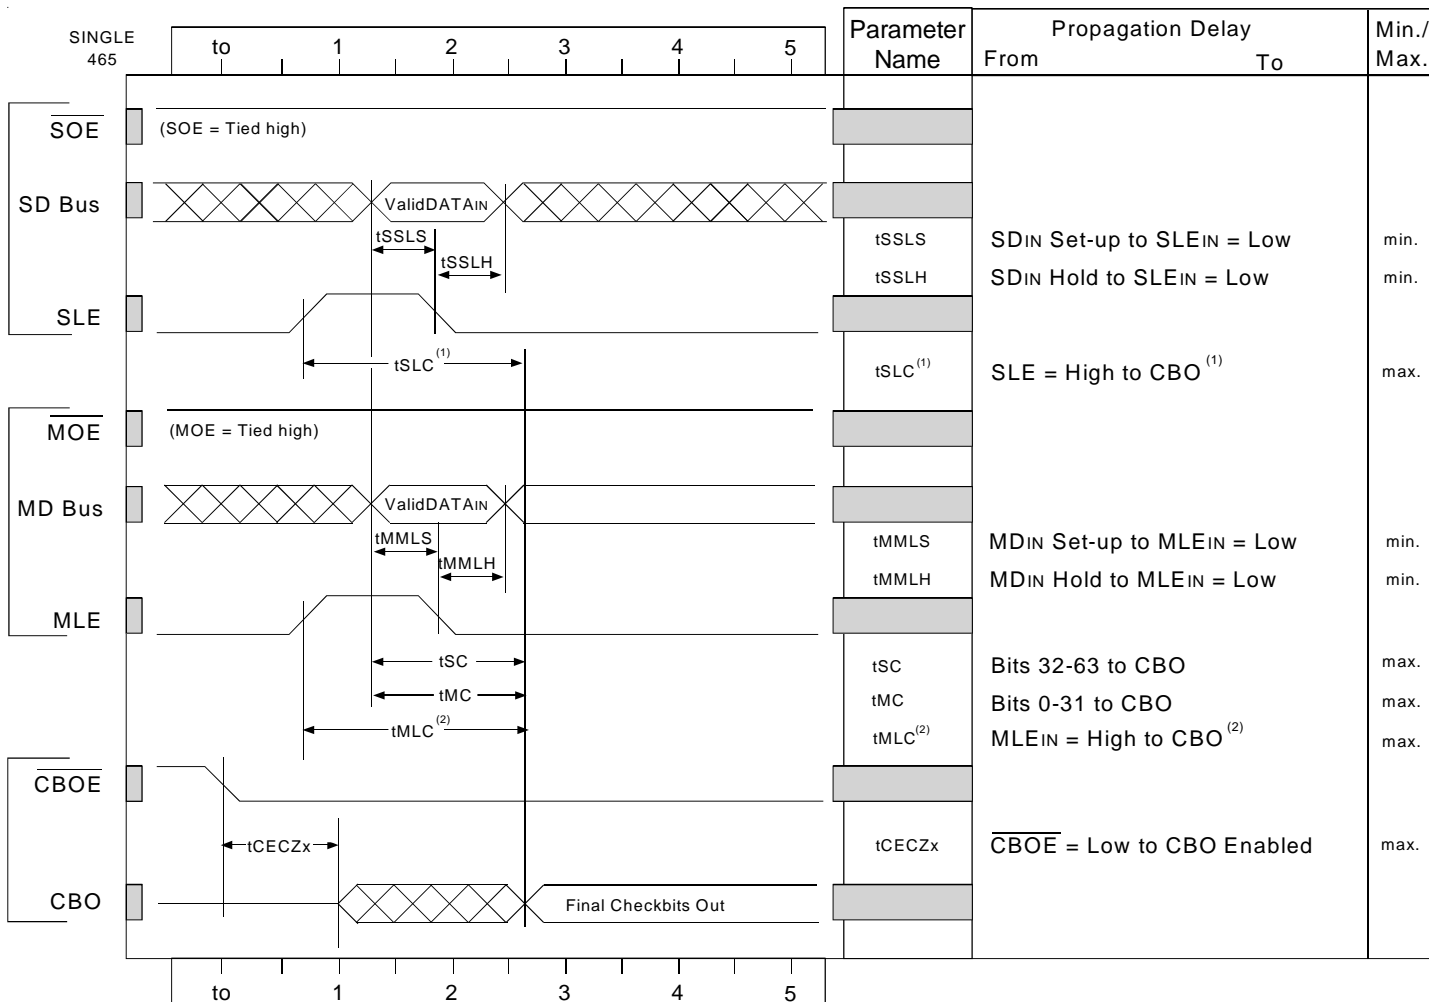 SINGLE
465
to 1 2 3 4 5
Parameter
Name
Propagation Delay
From To
Min./
Max.
SOE
(SOE = Tied high)
SD Bus
ValidDATAIN
tSSLS
tSSLS SDIN Set-up to SLEIN = Low min.
tSSLH
tSSLH SDIN Hold to SLEIN = Low min.
SLE
tSLC(1)
tSLC(1) SLE = High to CBO(1) max.
MOE
(MOE = Tied high)
MD Bus
ValidDATAIN
tMMLS
tMMLS MDIN Set-up to MLEIN = Low min.
tMMLH
tMMLH MDIN Hold to MLEIN = Low min.
MLE
tSC
tSC Bits 32-63 to CBO max.
tMC
tMC Bits 0-31 to CBO max.
tMLC(2)
tMLC(2) MLEIN = High to CBO(2) max.
CBOE
tCECZx
tCECZx CBOE = Low to CBO Enabled max.
CBO
Final Checkbits Out
to 1 2 3 4 5